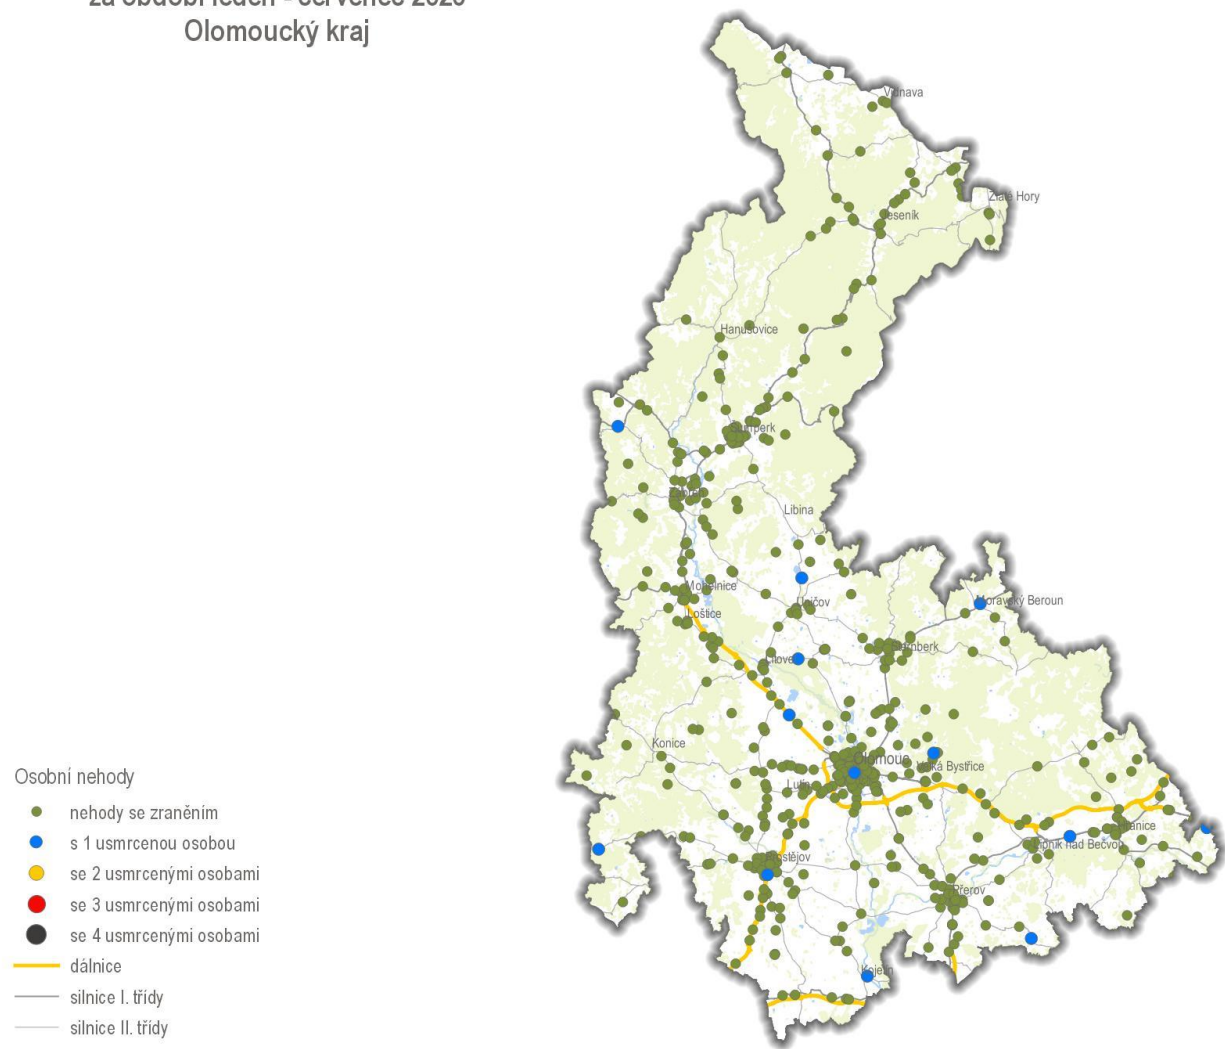 za období leden - červenec 2023
Olomoucký kraj
Vidnava
Zlaté Hory
Jeseník
Hanušovice
Šumperk
Zábřeh
Libina
Mohelnice
Moravský Beroun
Uničov
Loštice
Šternberk
Litovel
Konice
Olomouc
Velká Bystřice
Lutín
Hranice
Lipník nad Bečvou
Prostějov
Přerov
Kojetín
Osobní nehody
nehody se zraněním
s 1 usmrcenou osobou
se 2 usmrcenými osobami
se 3 usmrcenými osobami
se 4 usmrcenými osobami
dálnice
silnice I. třídy
silnice II. třídy